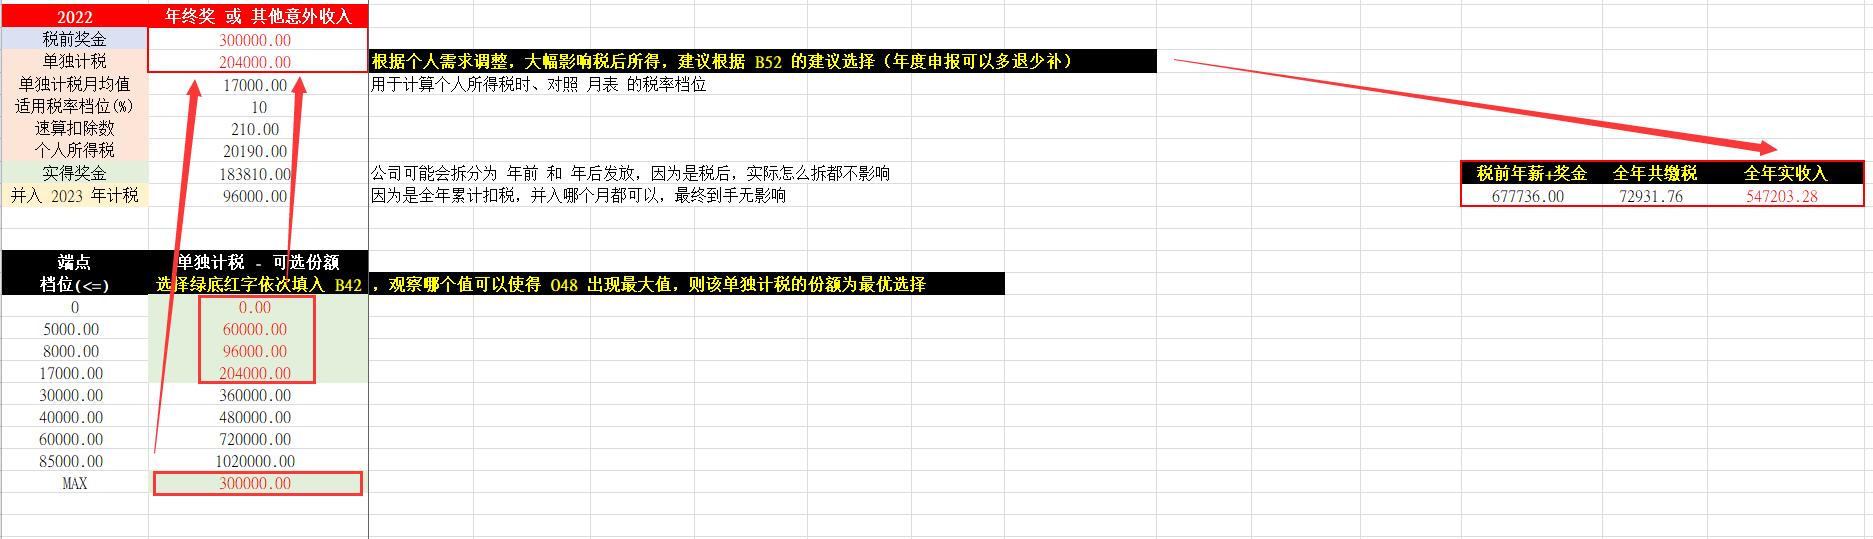 2022 年终奖 或 其他意外收入
税前奖金 300000.00
单独计税 204000.00 根据个人需求调整，大幅影响税后所得，建议根据 B52 的建议选择（年度申报可以多退少补）
单独计税月均值 17000.00 用于计算个人所得税时、对照 月表 的税率档位
适用税率档位(%) 10
速算扣除数 210.00
个人所得税 20190.00
实得奖金 183810.00 公司可能会拆分为 年前 和 年后发放，因为是税后，实际怎么拆都不影响 税前年薪+奖金 全年共缴税 全年实收入
并入 2023 年计税 96000.00 因为是全年累计扣税，并入哪个月都可以，最终到手无影响 677736.00 72931.76 547203.28
端点 单独计税 - 可选份额
档位(<=) 选择绿底红字依次填入 B42 ，观察哪个值可以使得 O48 出现最大值，则该单独计税的份额为最优选择
0 0.00
5000.00 60000.00
8000.00 96000.00
17000.00 204000.00
30000.00 360000.00
40000.00 480000.00
60000.00 720000.00
85000.00 1020000.00
MAX 300000.00